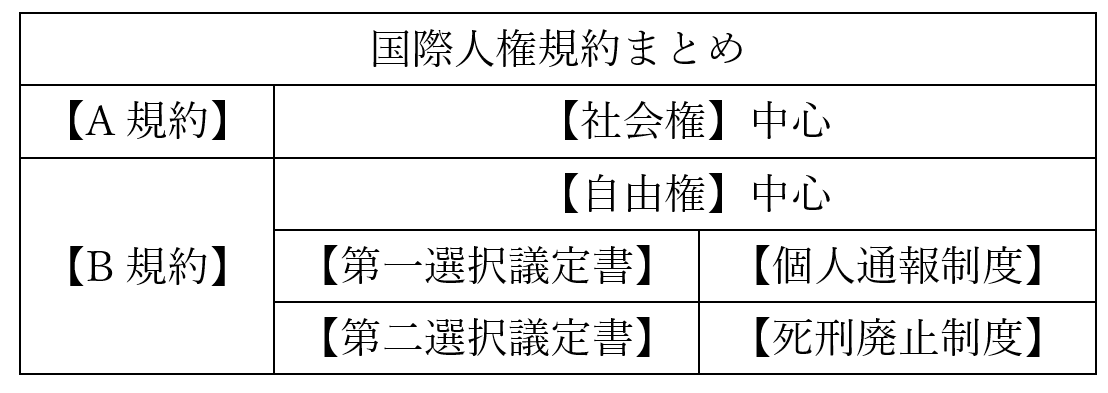 国際人権規約まとめ
【A 規約】
【社会権】中心
【B 規約】
【自由権】中心
【第一選択議定書】
【個人通報制度】
【第二選択議定書】
【死刑廃止制度】